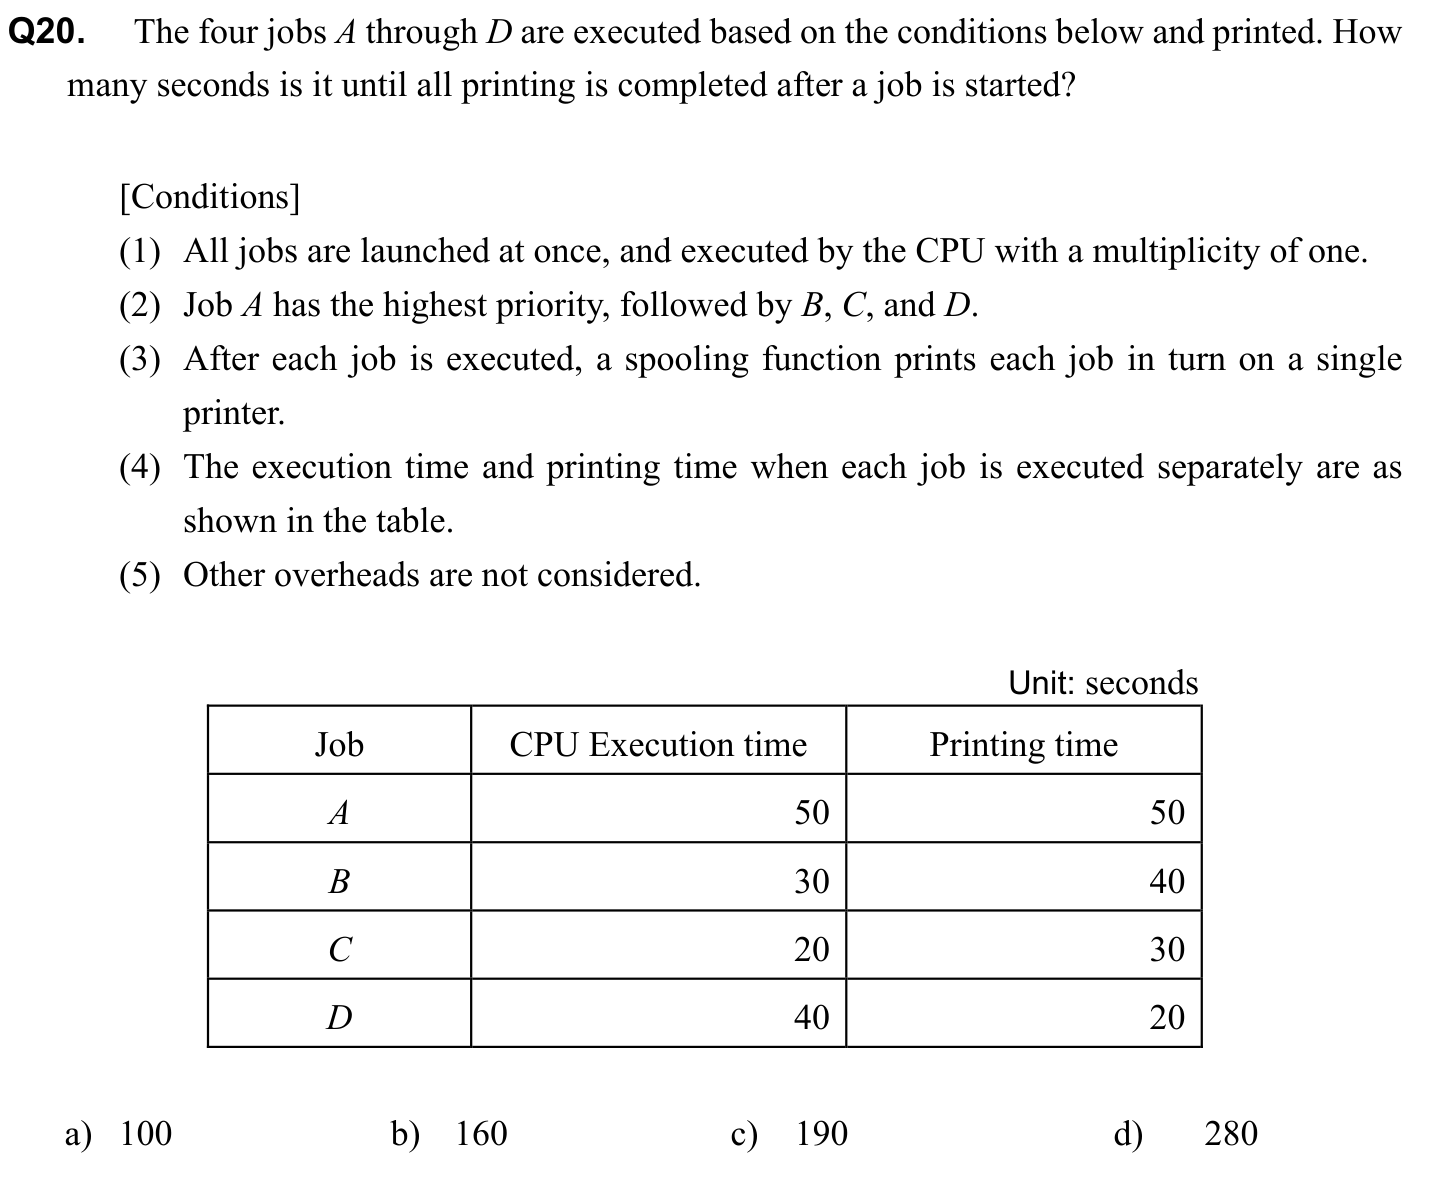 Q20. The four jobs A through D are executed based on the conditions below and printed. How
many seconds is it until all printing is completed after a job is started?
[Conditions]
(1) All jobs are launched at once, and executed by the CPU with a multiplicity of one.
(2) Job A has the highest priority, followed by B, C, and D.
(3) After each job is executed, a spooling function prints each job in turn on a single
printer.
(4) The execution time and printing time when each job is executed separately are as
shown in the table.
(5) Other overheads are not considered.
Unit: seconds
Job CPU Execution time Printing time
A 50 50
B 30 40
C 20 30
D 40 20
a) 100 b) 160 c) 190 d) 280